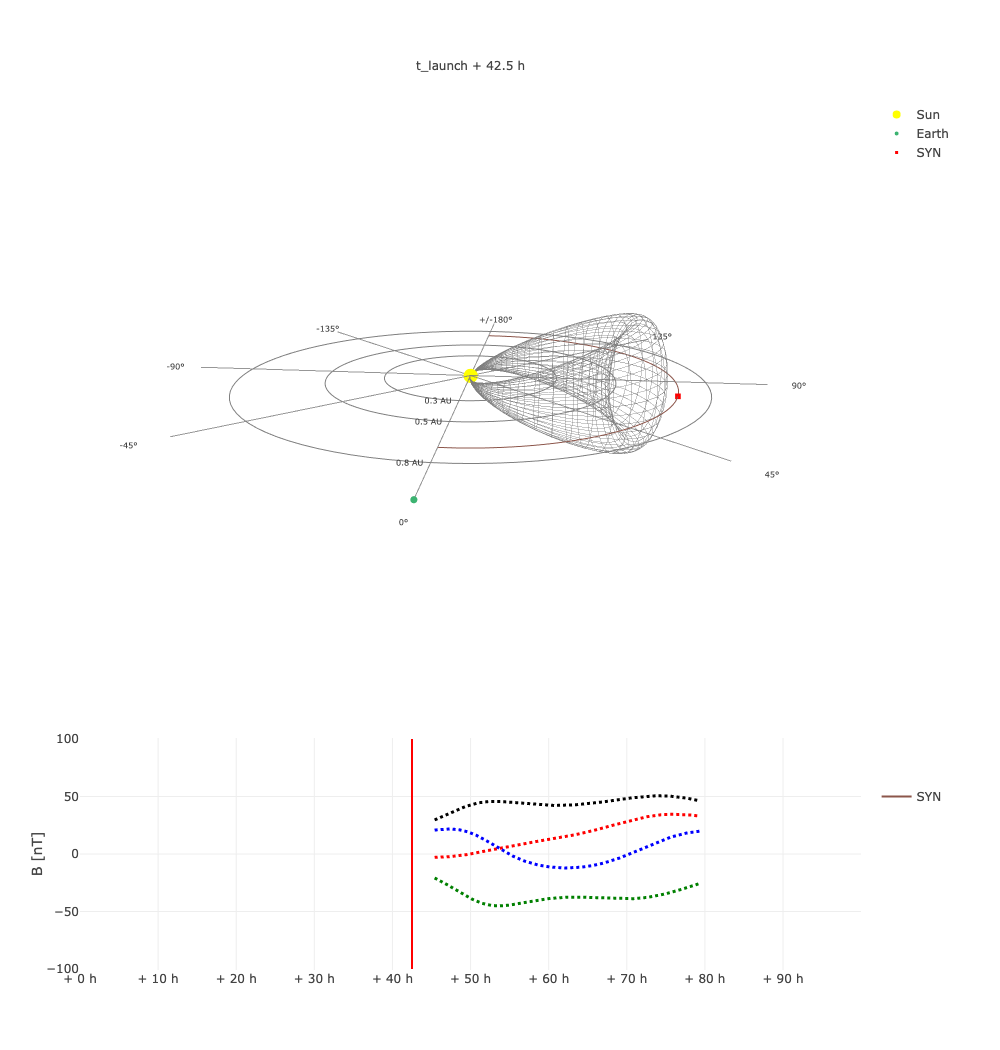 t_launch + 42.5 h
Sun
Earth
SYN
+/-180°
-135°
135°
-90°
90°
0.3 AU
0.5 AU
-45°
0.8 AU
45°
0°
100
50
SYN
0
B [nT]
−50
−100
+ 0 h
+ 10 h
+ 20 h
+ 30 h
+ 40 h
+ 50 h
+ 60 h
+ 70 h
+ 80 h
+ 90 h